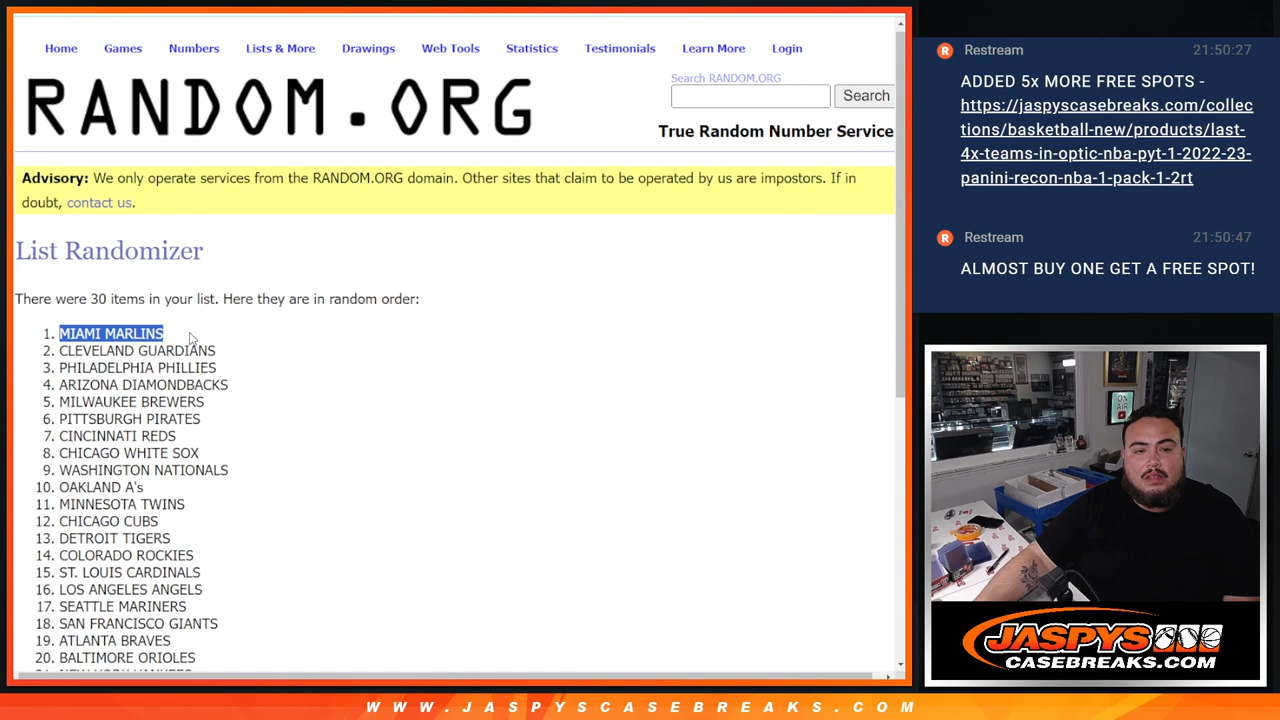 Home Games Numbers Lists & More Drawings Web Tools Statistics Testimonials Learn More Login
RANDOM.ORG
Search RANDOM.ORG
Search
True Random Number Service
Advisory: We only operate services from the RANDOM.ORG domain. Other sites that claim to be operated by us are impostors. If in
doubt, contact us.
List Randomizer
There were 30 items in your list. Here they are in random order:
1. MIAMI MARLINS
2. CLEVELAND GUARDIANS
3. PHILADELPHIA PHILLIES
4. ARIZONA DIAMONDBACKS
5. MILWAUKEE BREWERS
6. PITTSBURGH PIRATES
7. CINCINNATI REDS
8. CHICAGO WHITE SOX
9. WASHINGTON NATIONALS
10. OAKLAND A's
11. MINNESOTA TWINS
12. CHICAGO CUBS
13. DETROIT TIGERS
14. COLORADO ROCKIES
15. ST. LOUIS CARDINALS
16. LOS ANGELES ANGELS
17. SEATTLE MARINERS
18. SAN FRANCISCO GIANTS
19. ATLANTA BRAVES
20. BALTIMORE ORIOLES
R Restream 21:50:27
ADDED 5x MORE FREE SPOTS -
https://jaspyscasebreaks.com/collec
tions/basketball-new/products/last-
4x-teams-in-optic-nba-pyt-1-2022-23-
panini-recon-nba-1-pack-1-2rt
R Restream 21:50:47
ALMOST BUY ONE GET A FREE SPOT!
ON
AIR
JASPYS
CASEBREAKS.COM
WWW.JASPYSCASEBREAKS.COM